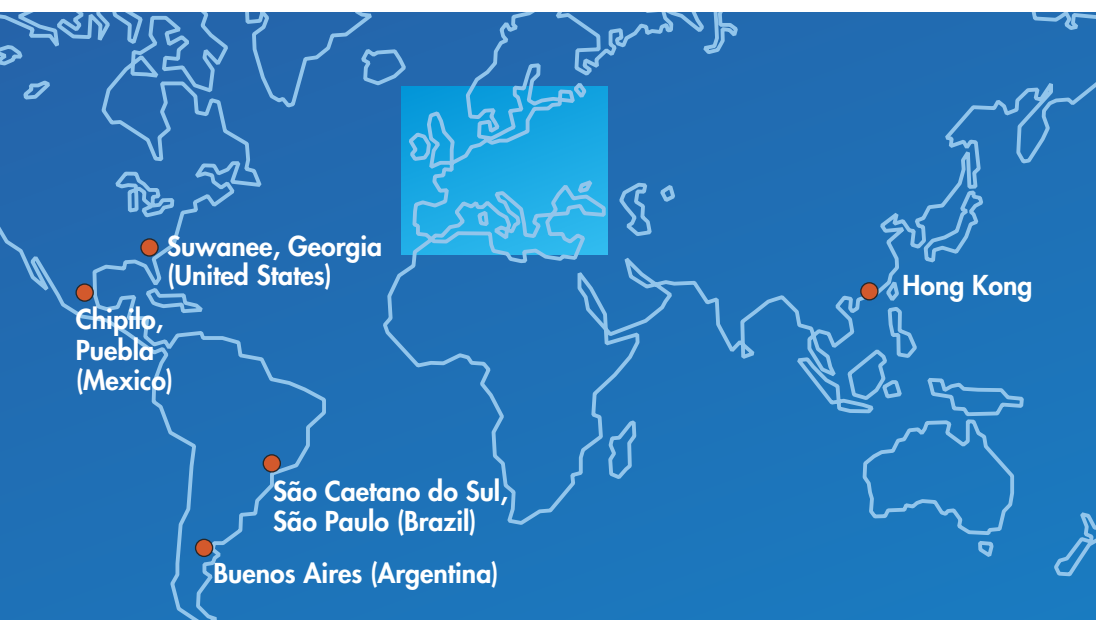 Suwanee, Georgia
(United States)
Hong Kong
Chipilo,
Puebla
(Mexico)
São Caetano do Sul,
São Paulo (Brazil)
Buenos Aires (Argentina)